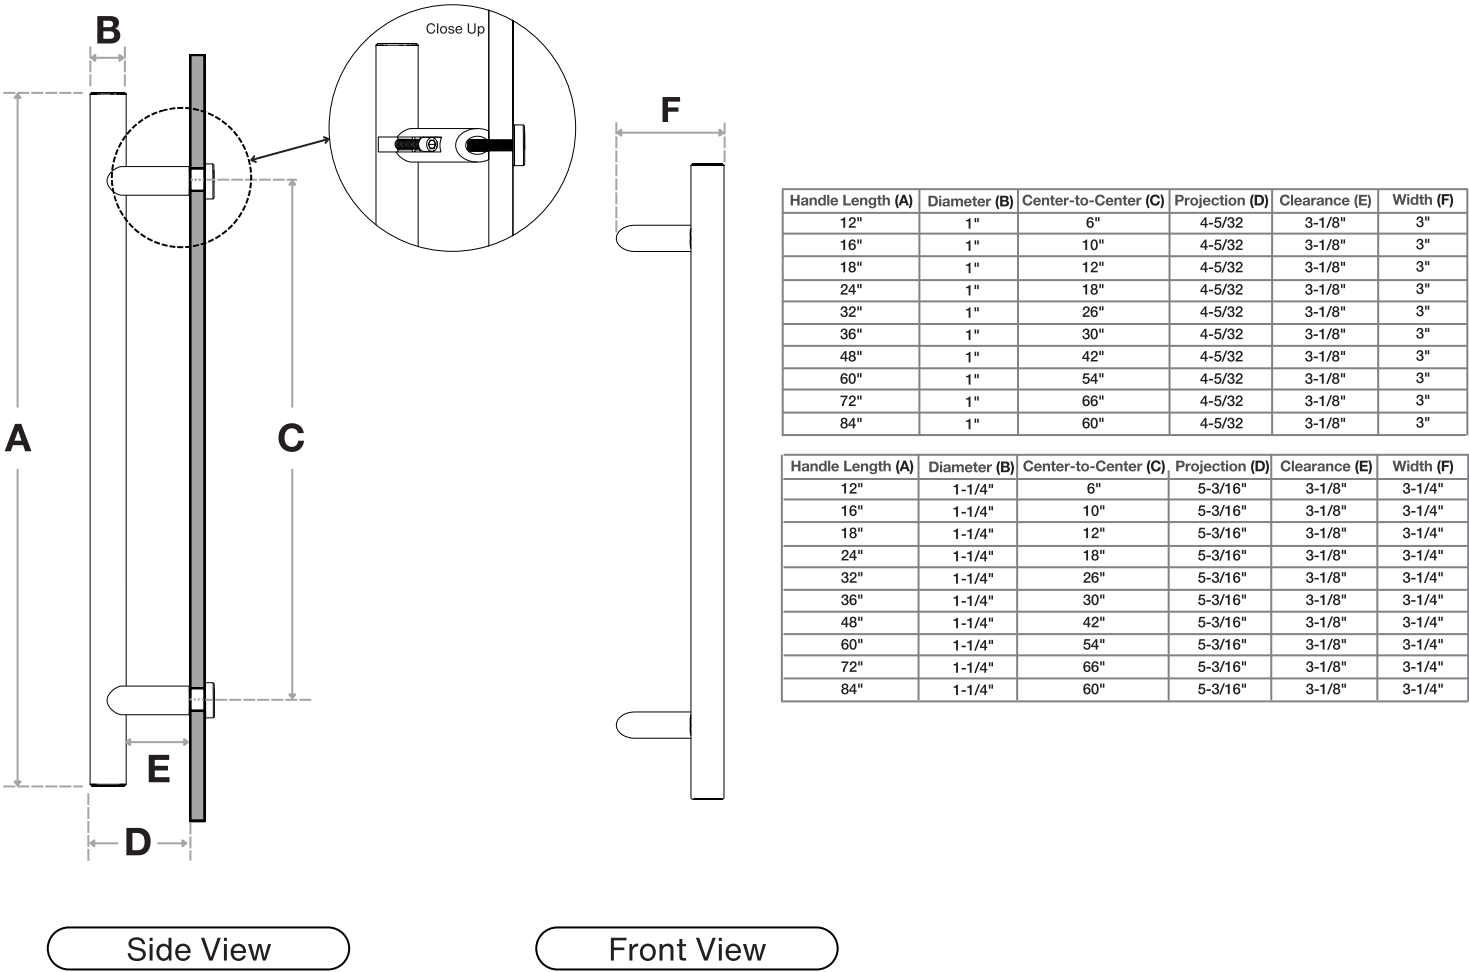 B
Close Up
F
A
C
E
D
Side View
Front View
Handle Length (A) Diameter (B) Center-to-Center (C) Projection (D) Clearance (E) Width (F)
12" 1" 6" 4-5/32 3-1/8" 3"
16" 1" 10" 4-5/32 3-1/8" 3"
18" 1" 12" 4-5/32 3-1/8" 3"
24" 1" 18" 4-5/32 3-1/8" 3"
32" 1" 26" 4-5/32 3-1/8" 3"
36" 1" 30" 4-5/32 3-1/8" 3"
48" 1" 42" 4-5/32 3-1/8" 3"
60" 1" 54" 4-5/32 3-1/8" 3"
72" 1" 66" 4-5/32 3-1/8" 3"
84" 1" 60" 4-5/32 3-1/8" 3"
Handle Length (A) Diameter (B) Center-to-Center (C) Projection (D) Clearance (E) Width (F)
12" 1-1/4" 6" 5-3/16" 3-1/8" 3-1/4"
16" 1-1/4" 10" 5-3/16" 3-1/8" 3-1/4"
18" 1-1/4" 12" 5-3/16" 3-1/8" 3-1/4"
24" 1-1/4" 18" 5-3/16" 3-1/8" 3-1/4"
32" 1-1/4" 26" 5-3/16" 3-1/8" 3-1/4"
36" 1-1/4" 30" 5-3/16" 3-1/8" 3-1/4"
48" 1-1/4" 42" 5-3/16" 3-1/8" 3-1/4"
60" 1-1/4" 54" 5-3/16" 3-1/8" 3-1/4"
72" 1-1/4" 66" 5-3/16" 3-1/8" 3-1/4"
84" 1-1/4" 60" 5-3/16" 3-1/8" 3-1/4"